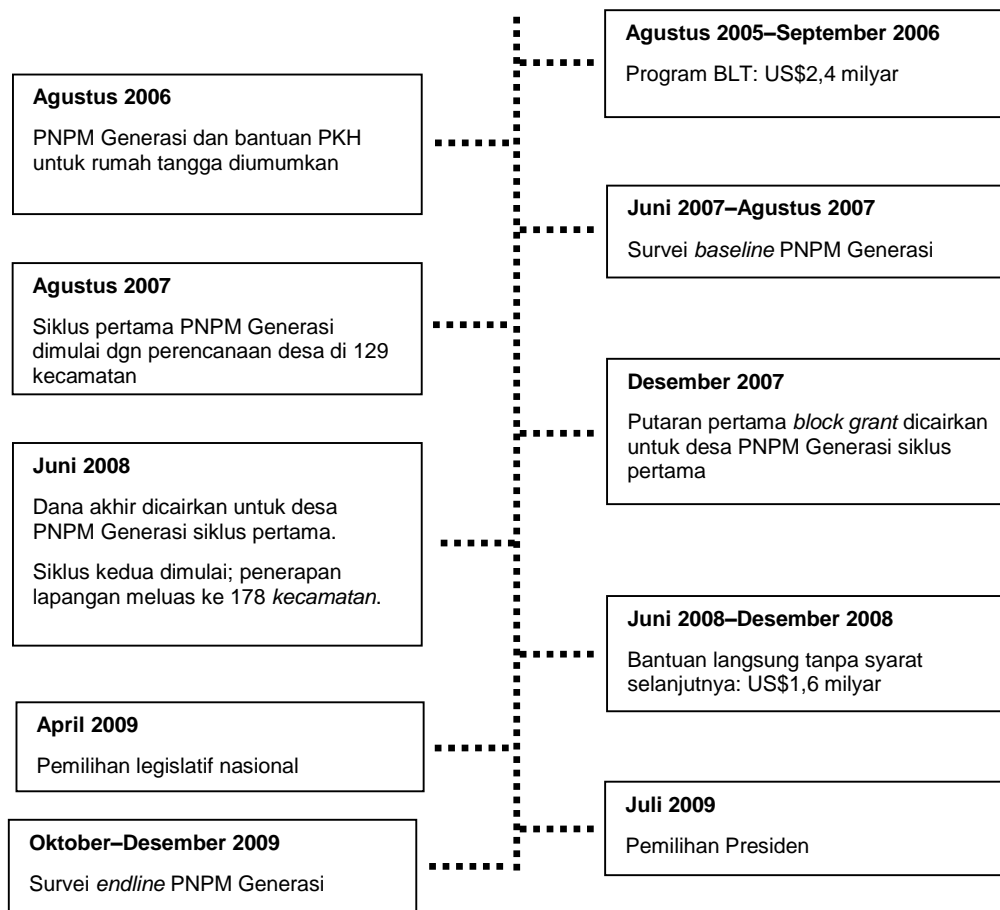 Agustus 2005–September 2006
Program BLT: US$2,4 milyar
Agustus 2006
PNPM Generasi dan bantuan PKH
untuk rumah tangga diumumkan
Juni 2007–Agustus 2007
Survei baseline PNPM Generasi
Agustus 2007
Siklus pertama PNPM Generasi
dimulai dgn perencanaan desa di 129
kecamatan
Desember 2007
Putaran pertama block grant dicairkan
untuk desa PNPM Generasi siklus
pertama
Juni 2008
Dana akhir dicairkan untuk desa
PNPM Generasi siklus pertama.
Siklus kedua dimulai; penerapan
lapangan meluas ke 178 kecamatan.
Juni 2008–Desember 2008
Bantuan langsung tanpa syarat
selanjutnya: US$1,6 milyar
April 2009
Pemilihan legislatif nasional
Juli 2009
Pemilihan Presiden
Oktober–Desember 2009
Survei endline PNPM Generasi